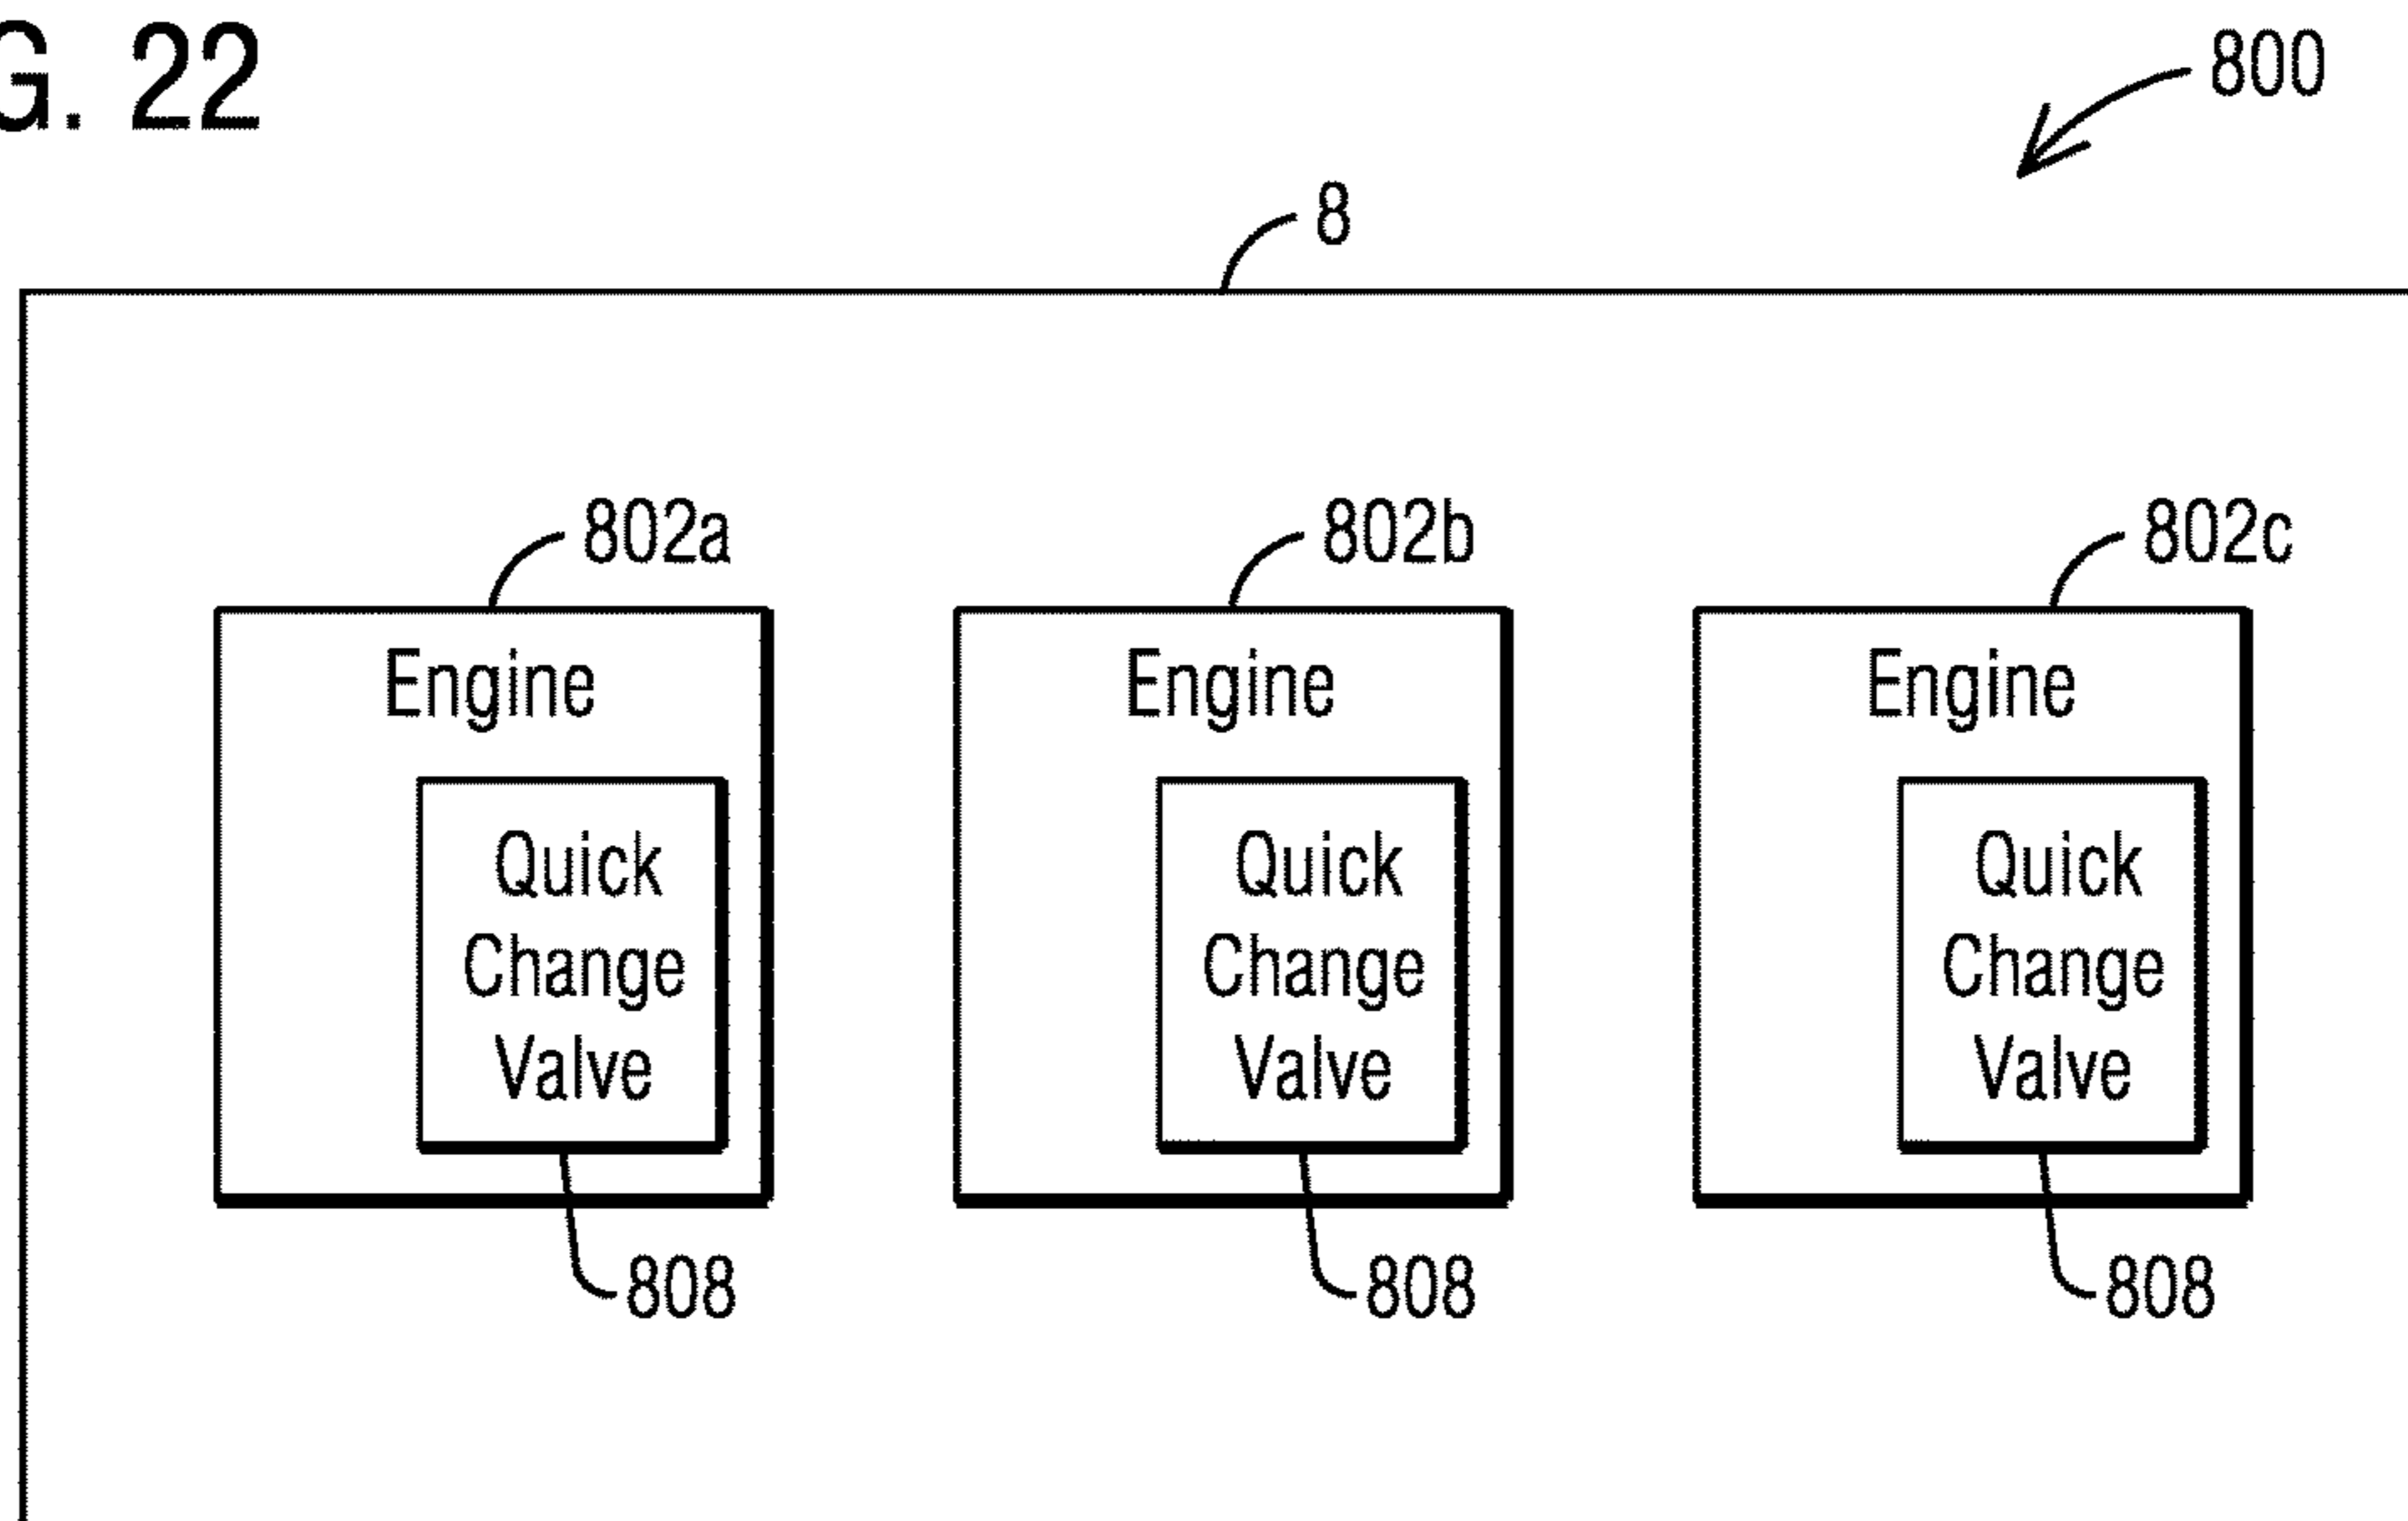 G. 22
800
8
802a
802b
802c
Engine
Engine
Engine
Quick
Change
Valve
Quick
Change
Valve
Quick
Change
Valve
808
808
808